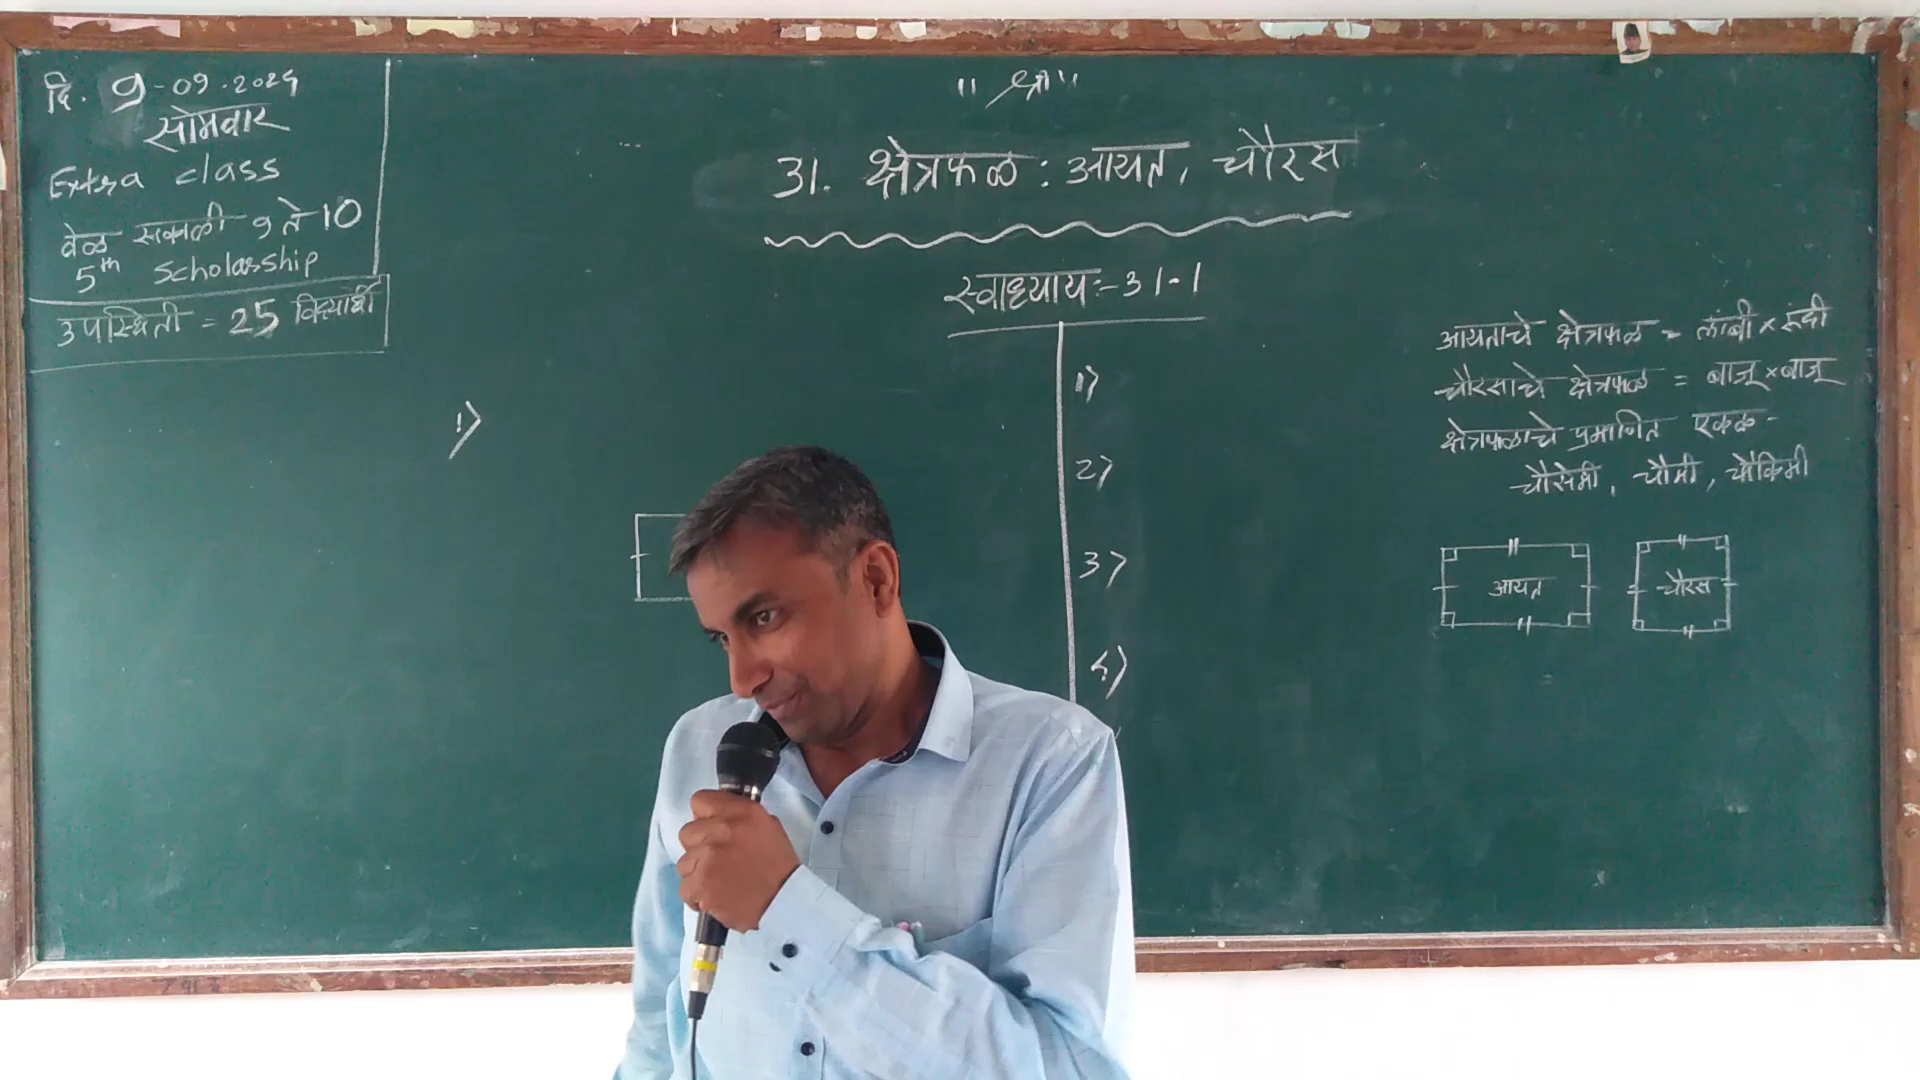 दि. 9-09-2024
सोमवार
Extra class
वेळ सकाळी 9 ते 10
5th Scholarship
उपस्थिती = 25 विद्यार्थी
"श्री"
31. क्षेत्रफळ : आयत, चौरस
स्वाध्याय:- 31-1
1)
1)
2)
3)
4)
आयताचे क्षेत्रफळ = लांबी × रुंदी
चौरसाचे क्षेत्रफळ = बाजू × बाजू
क्षेत्रफळाचे प्रमाणित एकक -
चौसेमी, चौमी, चौकिमी
आयत
चौरस